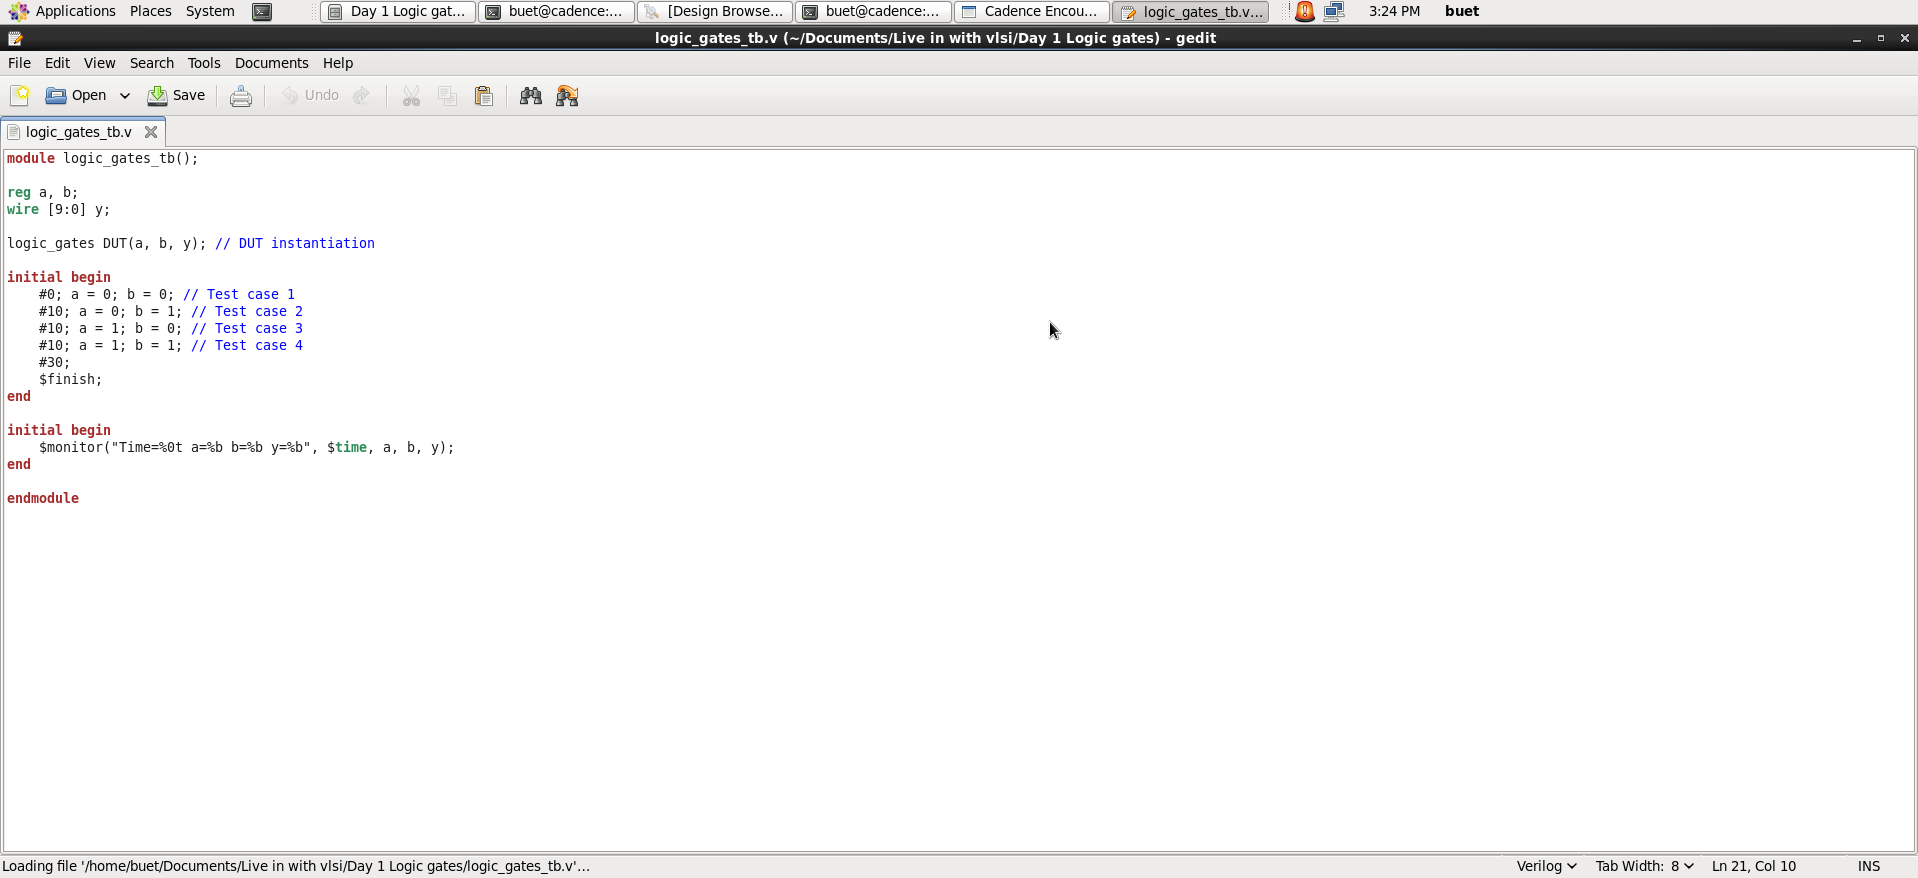 Applications Places System Day 1 Logic gat... buet@cadence:... [Design Browse... buet@cadence:... Cadence Encou... logic_gates_tb.v... 3:24 PM buet
logic_gates_tb.v (~/Documents/Live in with vlsi/Day 1 Logic gates) - gedit
File Edit View Search Tools Documents Help
Open Save Undo
logic_gates_tb.v
module logic_gates_tb();
reg a, b;
wire [9:0] y;
logic_gates DUT(a, b, y); // DUT instantiation
initial begin
#0; a = 0; b = 0; // Test case 1
#10; a = 0; b = 1; // Test case 2
#10; a = 1; b = 0; // Test case 3
#10; a = 1; b = 1; // Test case 4
#30;
$finish;
end
initial begin
$monitor("Time=%0t a=%b b=%b y=%b", $time, a, b, y);
end
endmodule
Loading file '/home/buet/Documents/Live in with vlsi/Day 1 Logic gates/logic_gates_tb.v'... Verilog Tab Width: 8 Ln 21, Col 10 INS